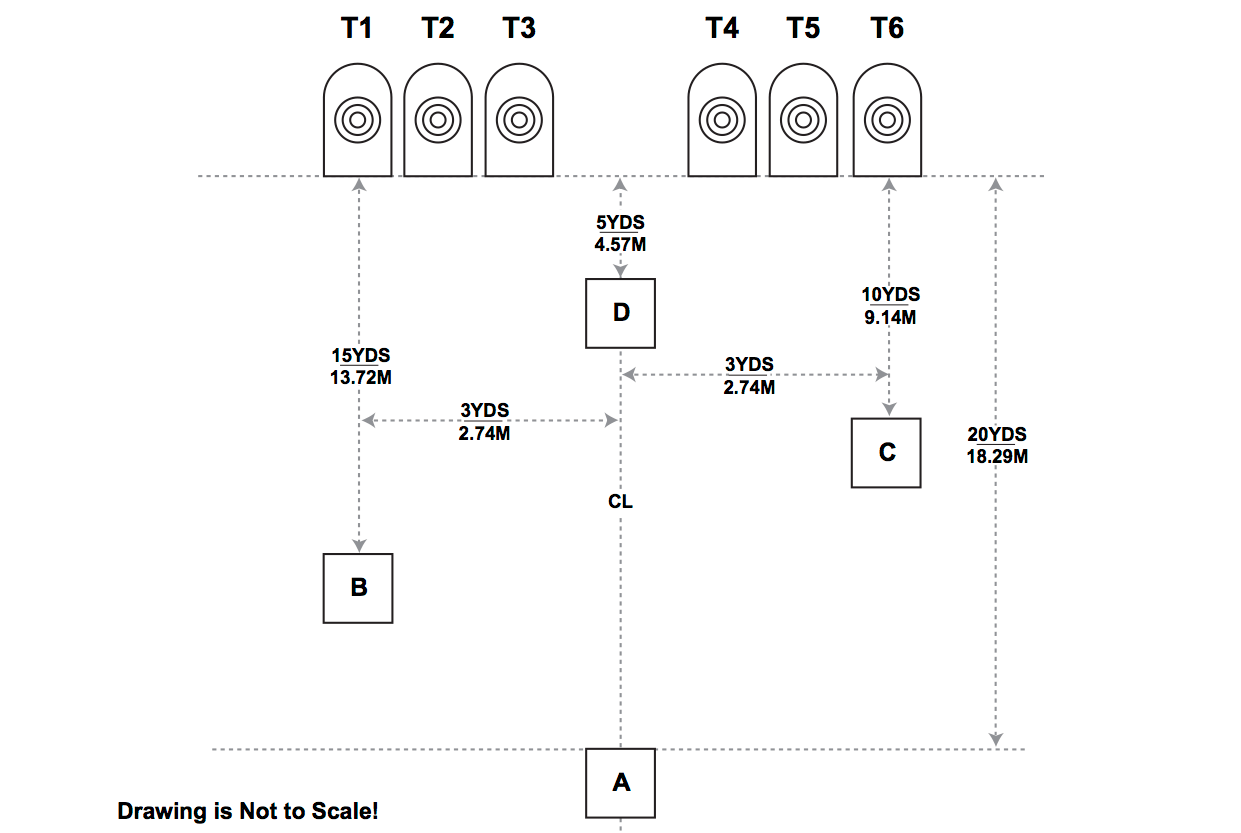 T1 T2 T3 T4 T5 T6
5YDS
4.57M
D
10YDS
9.14M
15YDS
13.72M
3YDS
2.74M
3YDS
2.74M
C
20YDS
18.29M
CL
B
A
Drawing is Not to Scale!